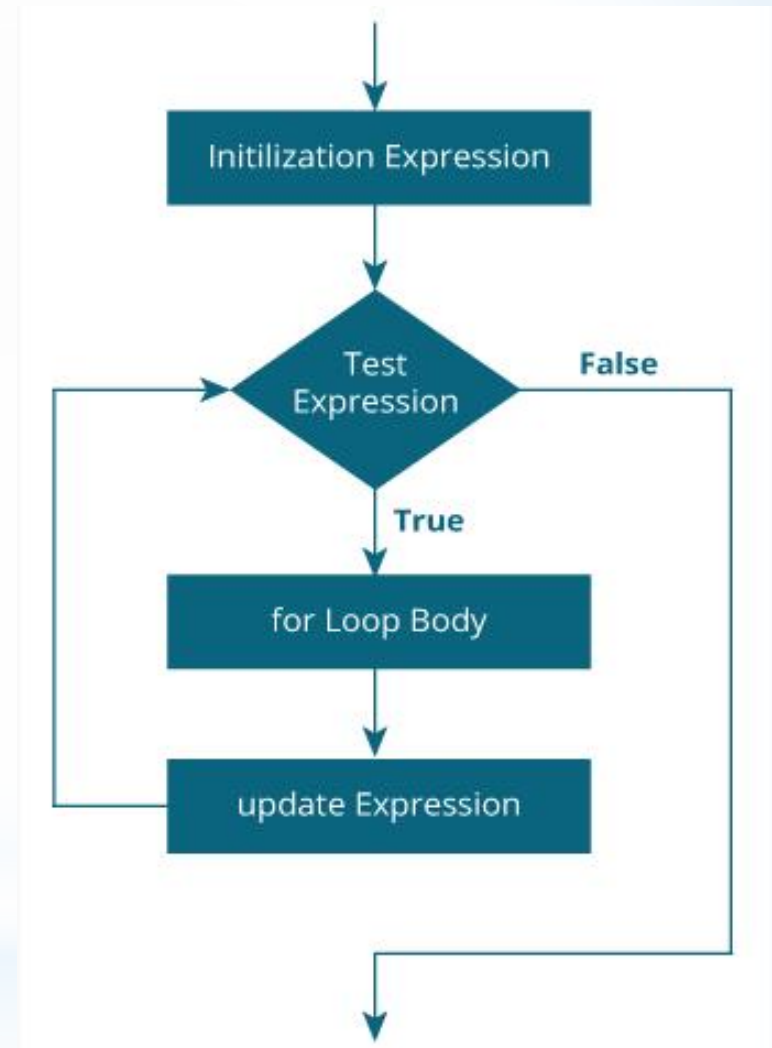 Initilization Expression
Test
Expression
False
True
for Loop Body
update Expression